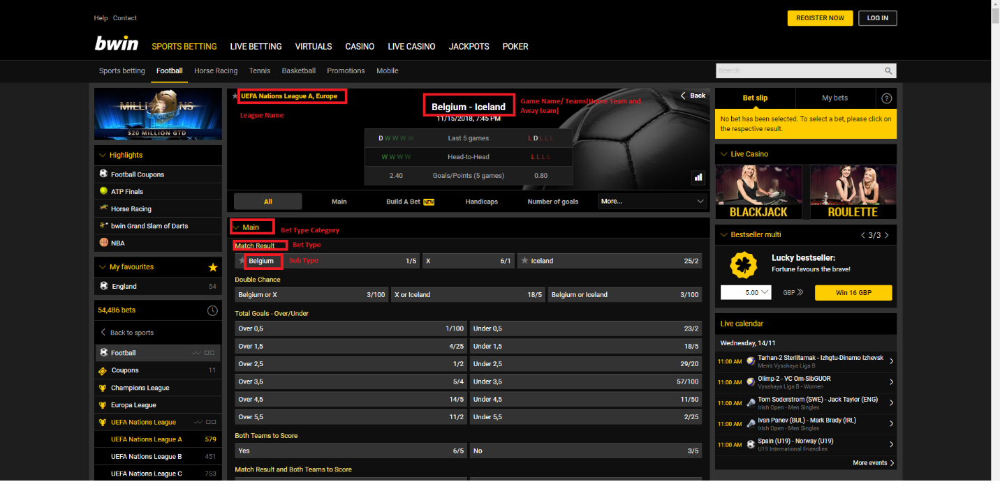 Help Contact
REGISTER NOW LOG IN
bwin SPORTS BETTING LIVE BETTING VIRTUALS CASINO LIVE CASINO JACKPOTS POKER
Sports betting Football Horse Racing Tennis Basketball Promotions Mobile
Search
MILLIONS
ONLINE
$20 MILLION GTD
Highlights
Football Coupons
ATP Finals
Horse Racing
bwin Grand Slam of Darts
NBA
My favourites
England 54
54,486 bets
Back to sports
Football
Coupons 11
Champions League
Europa League
UEFA Nations League
UEFA Nations League A 579
UEFA Nations League B 451
UEFA Nations League C 753
UEFA Nations League A, Europe
League Name
Back
Belgium - Iceland
Game Name/ Teams(Home Team and
Away team)
11/15/2018, 7:45 PM
D W W W W Last 5 games L D L L L
W W W W Head-to-Head L L L L
2.40 Goals/Points (5 games) 0.80
All Main Build A Bet NEW Handicaps Number of goals More...
Main Bet Type Category
Match Result Bet Type
Belgium Sub Type 1/5 X 6/1 Iceland 25/2
Double Chance
Belgium or X 3/100 X or Iceland 18/5 Belgium or Iceland 3/100
Total Goals - Over/Under
Over 0,5 1/100 Under 0,5 23/2
Over 1,5 4/25 Under 1,5 18/5
Over 2,5 1/2 Under 2,5 29/20
Over 3,5 5/4 Under 3,5 57/100
Over 4,5 14/5 Under 4,5 11/50
Over 5,5 11/2 Under 5,5 2/25
Both Teams to Score
Yes 6/5 No 3/5
Match Result and Both Teams to Score
Bet slip My bets ?
No bet has been selected. To select a bet, please click on
the respective result.
Live Casino
BLACKJACK ROULETTE
Bestseller multi 3/3
Lucky bestseller:
Fortune favours the brave!
5.00 GBP Win 16 GBP
Live calendar
Wednesday, 14/11
11:00 AM Tarhan-2 Sterlitamak - Izhgtu-Dinamo Izhevsk
Men's Vysshaya Liga B
11:00 AM Olimp-2 - VC Om-SibGUOR
Vysshaya Liga B - Women
11:00 AM Tom Soderstrom (SWE) - Jack Taylor (ENG)
Irish Open - Men Singles
11:00 AM Ivan Panev (BUL) - Mark Brady (IRL)
Irish Open - Men Singles
11:00 AM Spain (U19) - Norway (U19)
U19 International Friendlies
More events